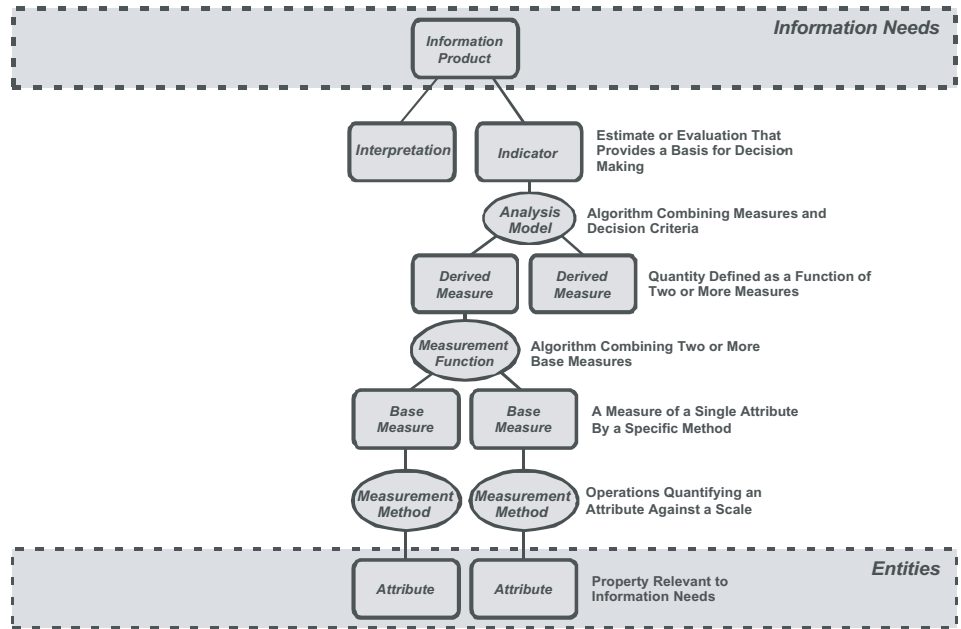 Information Needs
Information
Product
Interpretation
Indicator
Estimate or Evaluation That
Provides a Basis for Decision
Making
Analysis
Model
Algorithm Combining Measures and
Decision Criteria
Derived
Measure
Derived
Measure
Quantity Defined as a Function of
Two or More Measures
Measurement
Function
Algorithm Combining Two or More
Base Measures
Base
Measure
Base
Measure
A Measure of a Single Attribute
By a Specific Method
Measurement
Method
Measurement
Method
Operations Quantifying an
Attribute Against a Scale
Entities
Attribute
Attribute
Property Relevant to
Information Needs